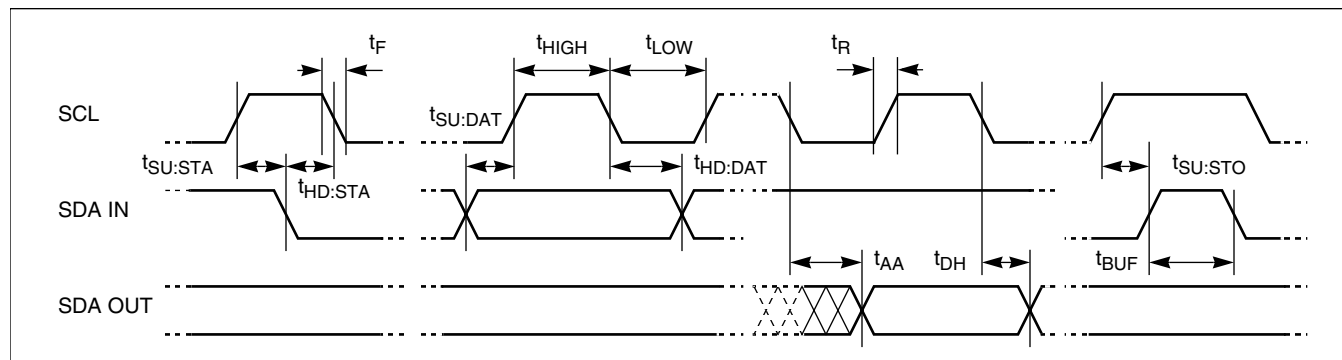 tF
tHIGH
tLOW
tR
SCL
tSU:DAT
tSU:STA
tHD:STA
tHD:DAT
tSU:STO
SDA IN
tAA
tDH
tBUF
SDA OUT